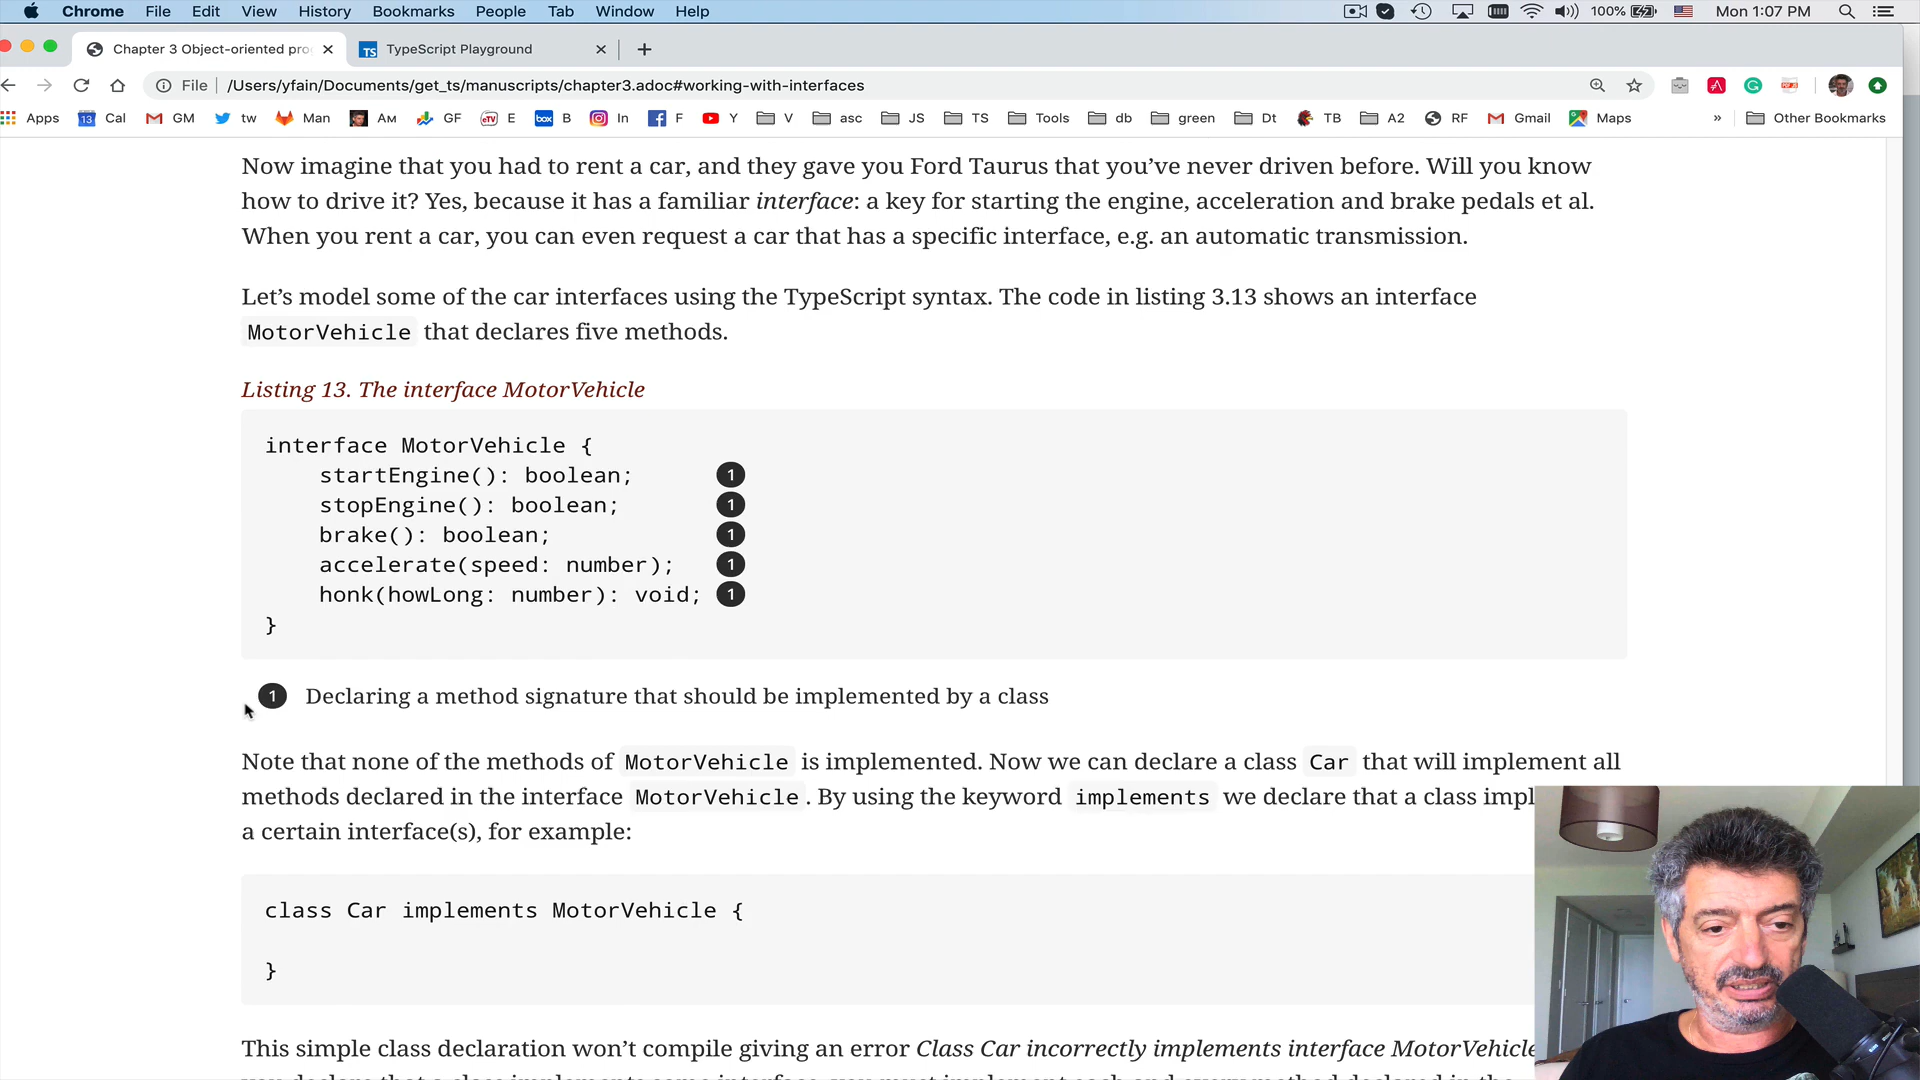 Chrome File Edit View History Bookmarks People Tab Window Help 100% Mon 1:07 PM
Chapter 3 Object-oriented pro TS TypeScript Playground
File /Users/yfain/Documents/get_ts/manuscripts/chapter3.adoc#working-with-interfaces
Apps 13 Cal GM tw Man Ам GF eTV E box B In F Y V asc JS TS Tools db green Dt TB A2 RF Gmail Maps » Other Bookmarks
Now imagine that you had to rent a car, and they gave you Ford Taurus that you’ve never driven before. Will you know
how to drive it? Yes, because it has a familiar interface: a key for starting the engine, acceleration and brake pedals et al.
When you rent a car, you can even request a car that has a specific interface, e.g. an automatic transmission.
Let’s model some of the car interfaces using the TypeScript syntax. The code in listing 3.13 shows an interface
MotorVehicle that declares five methods.
Listing 13. The interface MotorVehicle
interface MotorVehicle {
startEngine(): boolean; 1
stopEngine(): boolean; 1
brake(): boolean; 1
accelerate(speed: number); 1
honk(howLong: number): void; 1
}
1 Declaring a method signature that should be implemented by a class
Note that none of the methods of MotorVehicle is implemented. Now we can declare a class Car that will implement all
methods declared in the interface MotorVehicle. By using the keyword implements we declare that a class impl
a certain interface(s), for example:
class Car implements MotorVehicle {
}
This simple class declaration won’t compile giving an error Class Car incorrectly implements interface MotorVehicle